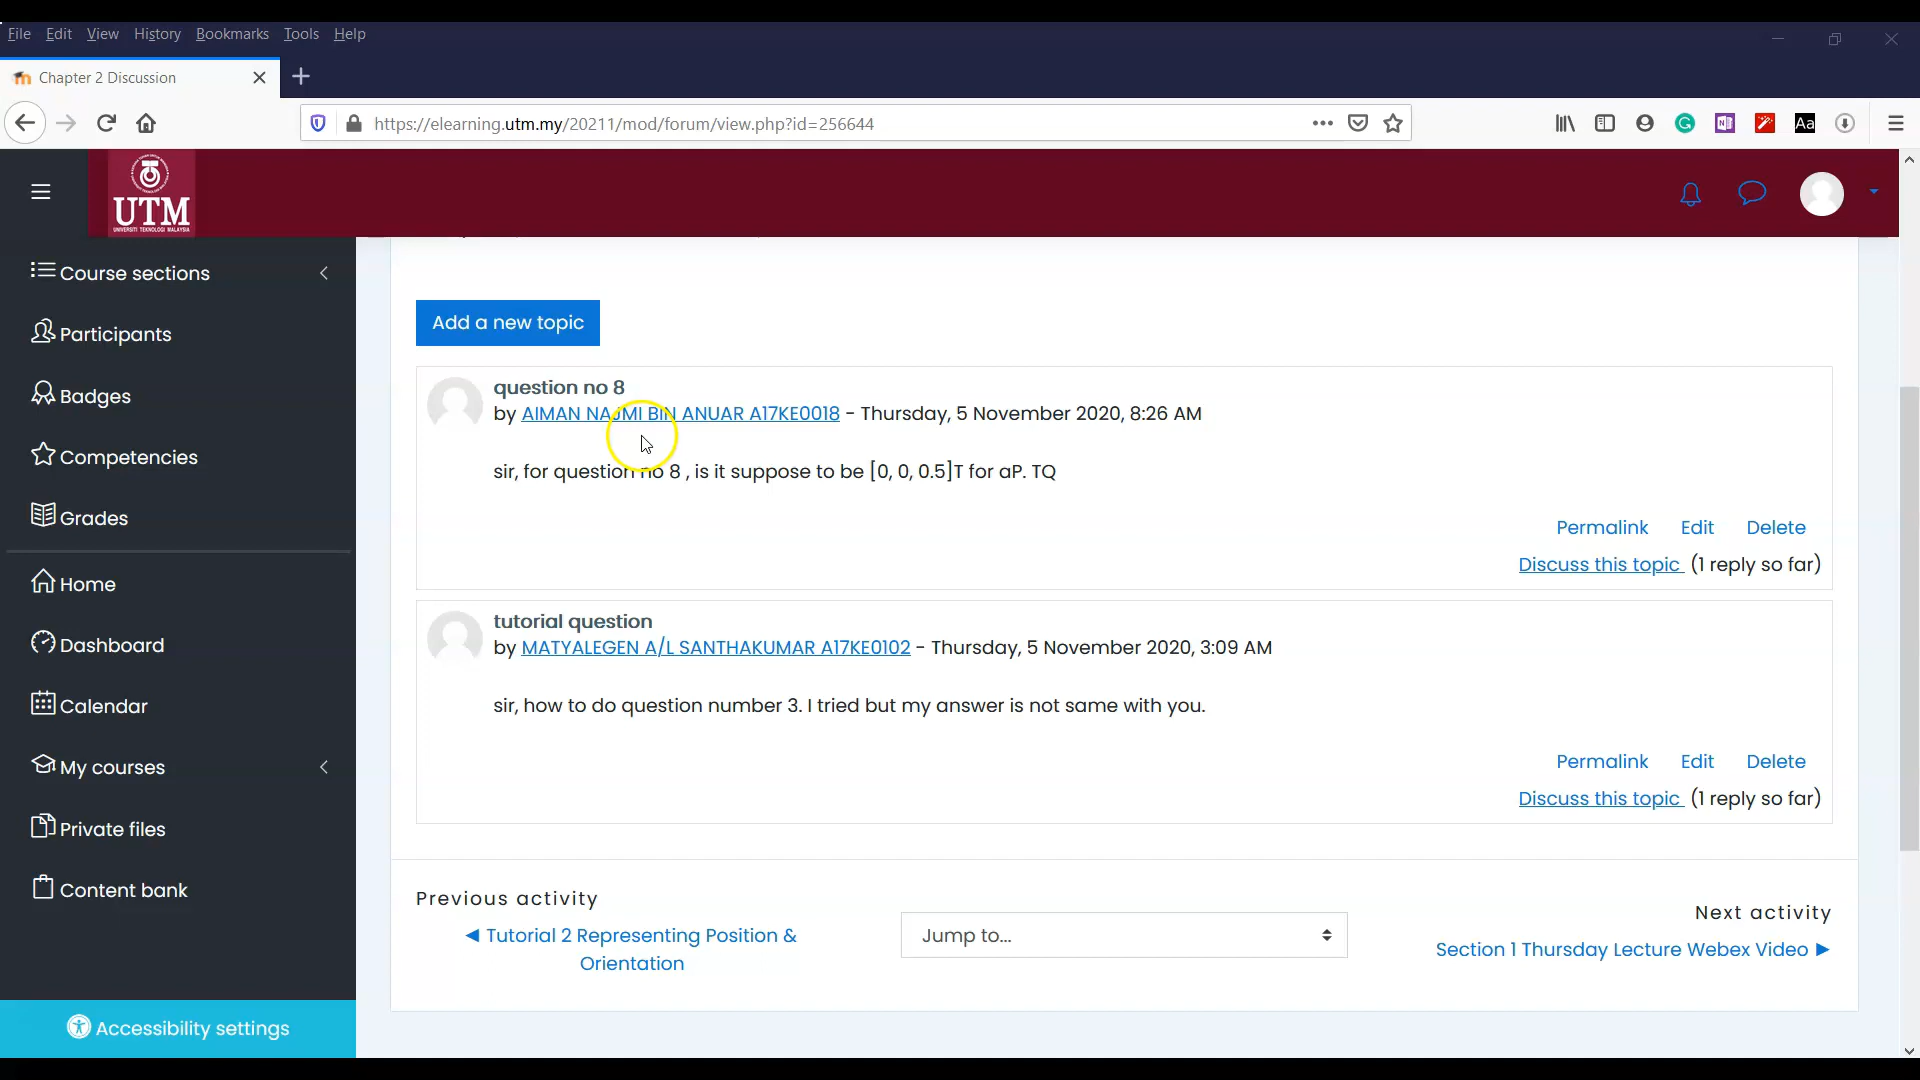 File Edit View History Bookmarks Tools Help
Chapter 2 Discussion
https://elearning.utm.my/20211/mod/forum/view.php?id=256644
Aa
UTM
UNIVERSITI TEKNOLOGI MALAYSIA
Course sections
Participants
Badges
Competencies
Grades
Home
Dashboard
Calendar
My courses
Private files
Content bank
Accessibility settings
Add a new topic
question no 8
by AIMAN NAJMI BIN ANUAR A17KE0018 - Thursday, 5 November 2020, 8:26 AM
sir, for question no 8 , is it suppose to be [0, 0, 0.5]T for aP. TQ
Permalink Edit Delete
Discuss this topic (1 reply so far)
tutorial question
by MATYALEGEN A/L SANTHAKUMAR A17KE0102 - Thursday, 5 November 2020, 3:09 AM
sir, how to do question number 3. I tried but my answer is not same with you.
Permalink Edit Delete
Discuss this topic (1 reply so far)
Previous activity
◀ Tutorial 2 Representing Position &
Orientation
Jump to...
Next activity
Section 1 Thursday Lecture Webex Video ▶